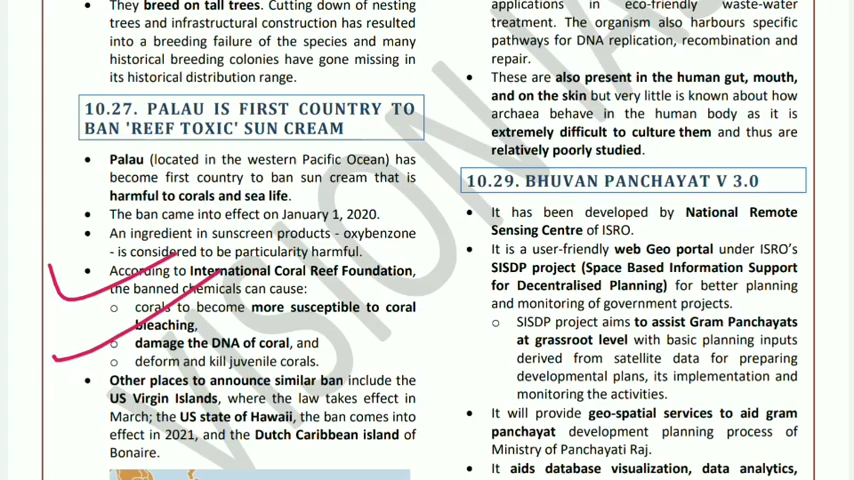 • They breed on tall trees. Cutting down of nesting
trees and infrastructural construction has resulted
into a breeding failure of the species and many
historical breeding colonies have gone missing in
its historical distribution range.
10.27. PALAU IS FIRST COUNTRY TO
BAN 'REEF TOXIC' SUN CREAM
• Palau (located in the western Pacific Ocean) has
become first country to ban sun cream that is
harmful to corals and sea life.
• The ban came into effect on January 1, 2020.
• An ingredient in sunscreen products - oxybenzone
- is considered to be particularity harmful.
• According to International Coral Reef Foundation,
the banned chemicals can cause:
o corals to become more susceptible to coral
bleaching,
o damage the DNA of coral, and
o deform and kill juvenile corals.
• Other places to announce similar ban include the
US Virgin Islands, where the law takes effect in
March; the US state of Hawaii, the ban comes into
effect in 2021, and the Dutch Caribbean island of
Bonaire.
applications in eco-friendly waste-water
treatment. The organism also harbours specific
pathways for DNA replication, recombination and
repair.
• These are also present in the human gut, mouth,
and on the skin but very little is known about how
archaea behave in the human body as it is
extremely difficult to culture them and thus are
relatively poorly studied.
10.29. BHUVAN PANCHAYAT V 3.0
• It has been developed by National Remote
Sensing Centre of ISRO.
• It is a user-friendly web Geo portal under ISRO's
SISDP project (Space Based Information Support
for Decentralised Planning) for better planning
and monitoring of government projects.
o SISDP project aims to assist Gram Panchayats
at grassroot level with basic planning inputs
derived from satellite data for preparing
developmental plans, its implementation and
monitoring the activities.
• It will provide geo-spatial services to aid gram
panchayat development planning process of
Ministry of Panchayati Raj.
• It aids database visualization, data analytics,
VISION IAS